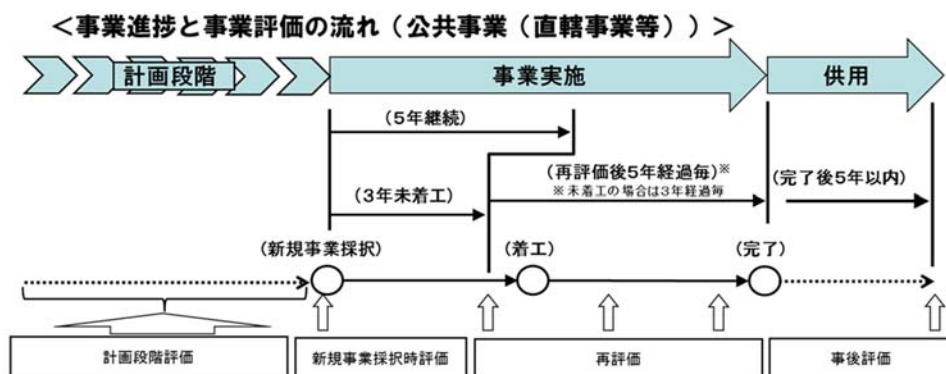 ＜事業進捗と事業評価の流れ（公共事業（直轄事業等））＞
計画段階
事業実施
供用
（5年継続）
（再評価後5年経過毎）※
※未着工の場合は3年経過毎
（完了後5年以内）
（3年未着工）
（新規事業採択）
（着工）
（完了）
計画段階評価
新規事業採択時評価
再評価
事後評価